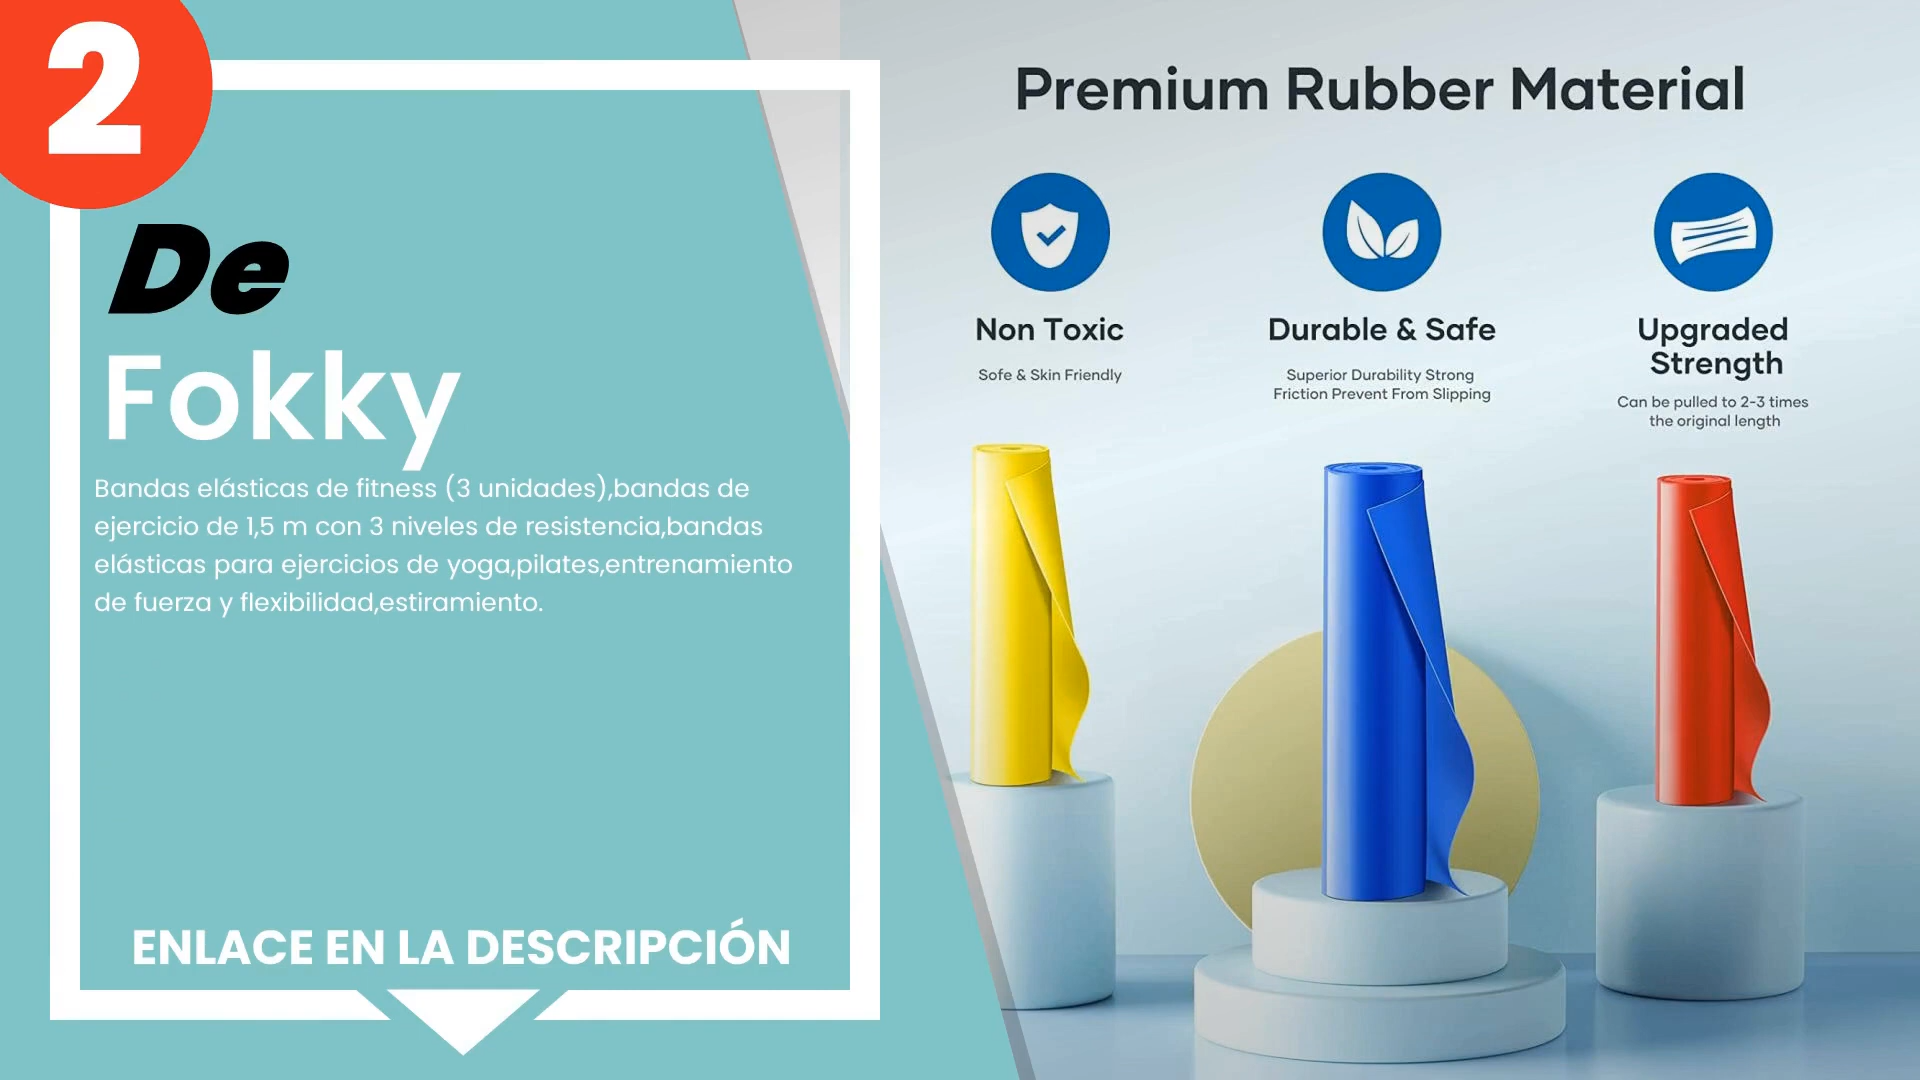 2
De
Fokky
Bandas elásticas de fitness (3 unidades),bandas de
ejercicio de 1,5 m con 3 niveles de resistencia,bandas
elásticas para ejercicios de yoga,pilates,entrenamiento
de fuerza y flexibilidad,estiramiento.
ENLACE EN LA DESCRIPCIÓN
Premium Rubber Material
Non Toxic
Sofe & Skin Friendly
Durable & Safe
Superior Durability Strong
Friction Prevent From Slipping
Upgraded
Strength
Can be pulled to 2-3 times
the original length